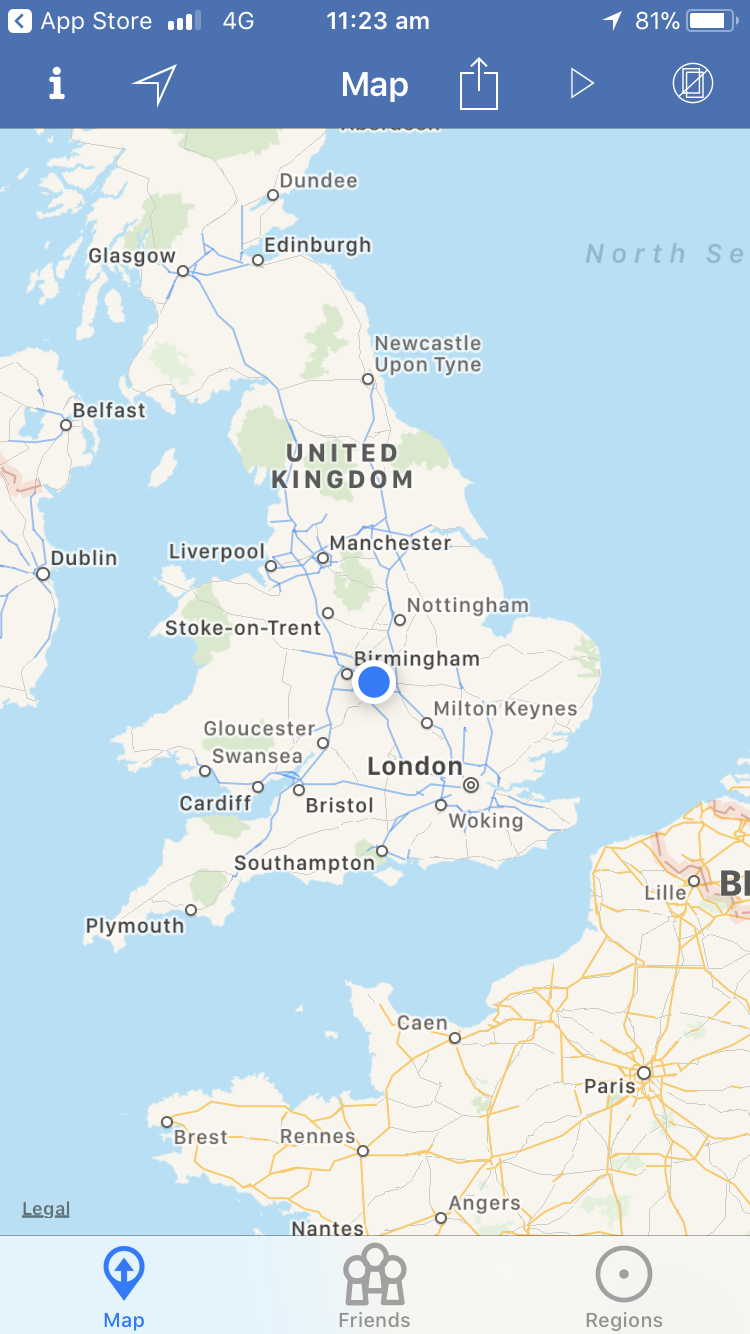 App Store 4G 11:23 am 81%
Map
Aberdeen
Dundee
Edinburgh
Glasgow
North Se
Newcastle
Upon Tyne
Belfast
UNITED
KINGDOM
Manchester
Liverpool
Dublin
Nottingham
Stoke-on-Trent
Birmingham
Milton Keynes
Gloucester
Swansea
London
Cardiff
Bristol
Woking
Southampton
Lille
BE
Plymouth
Caen
Paris
Brest
Rennes
Angers
Legal
Nantes
Map
Friends
Regions